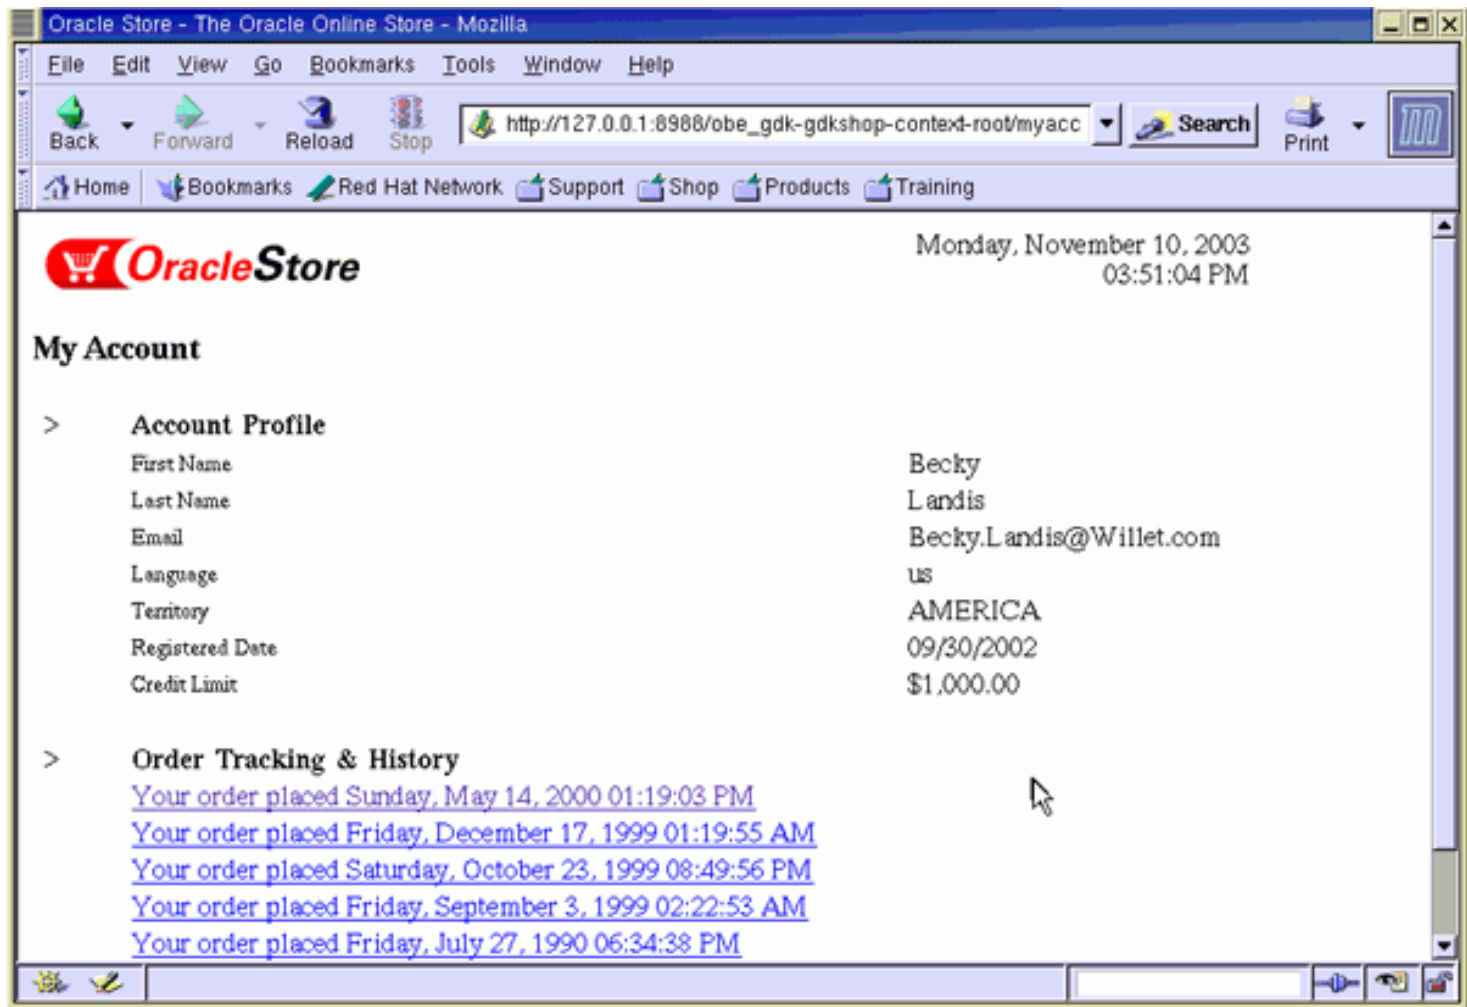 Oracle Store - The Oracle Online Store - Mozilla
File Edit View Go Bookmarks Tools Window Help
Back Forward Reload Stop http://127.0.0.1:8988/obe_gdk-gdkshop-context-root/myacc Search Print
Home Bookmarks Red Hat Network Support Shop Products Training
OracleStore
Monday, November 10, 2003
03:51:04 PM
My Account
> Account Profile
First Name Becky
Last Name Landis
Email Becky.Landis@Willet.com
Language us
Territory AMERICA
Registered Date 09/30/2002
Credit Limit $1,000.00
> Order Tracking & History
Your order placed Sunday, May 14, 2000 01:19:03 PM
Your order placed Friday, December 17, 1999 01:19:55 AM
Your order placed Saturday, October 23, 1999 08:49:56 PM
Your order placed Friday, September 3, 1999 02:22:53 AM
Your order placed Friday, July 27, 1990 06:34:38 PM